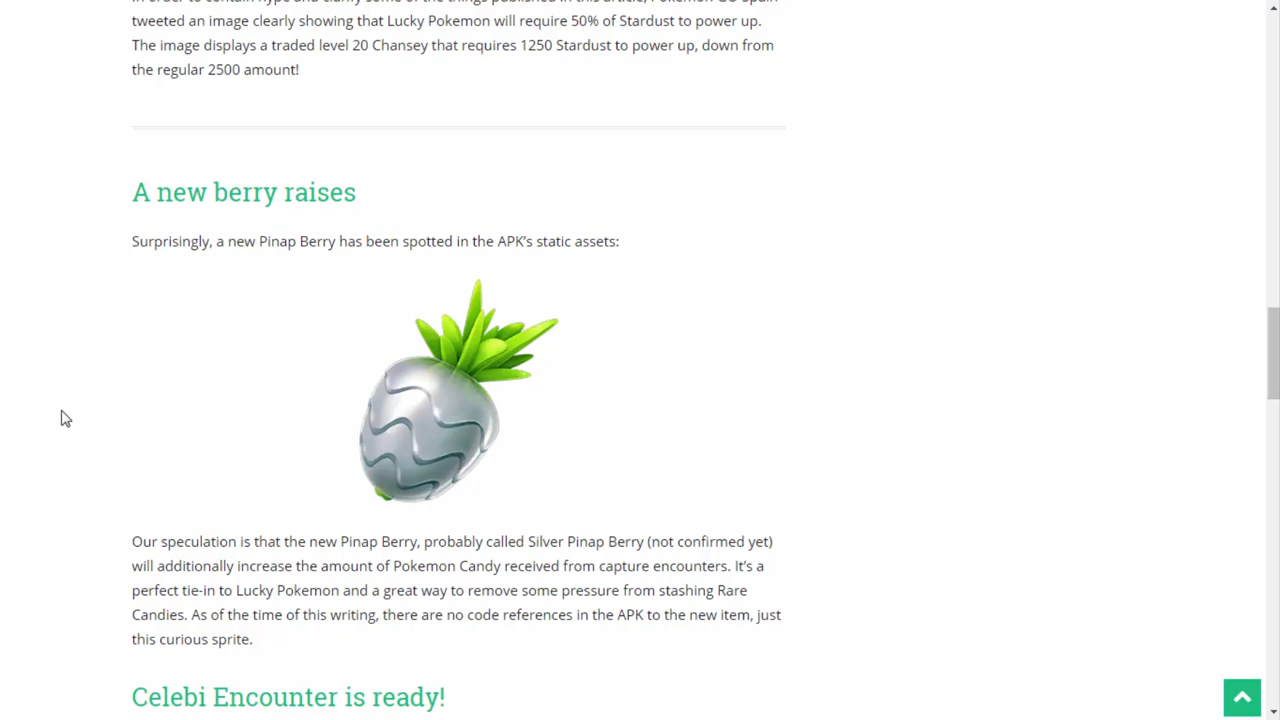 tweeted an image clearly showing that Lucky Pokemon will require 50% of Stardust to power up.
The image displays a traded level 20 Chansey that requires 1250 Stardust to power up, down from
the regular 2500 amount!
A new berry raises
Surprisingly, a new Pinap Berry has been spotted in the APK’s static assets:
Our speculation is that the new Pinap Berry, probably called Silver Pinap Berry (not confirmed yet)
will additionally increase the amount of Pokemon Candy received from capture encounters. It’s a
perfect tie-in to Lucky Pokemon and a great way to remove some pressure from stashing Rare
Candies. As of the time of this writing, there are no code references in the APK to the new item, just
this curious sprite.
Celebi Encounter is ready!